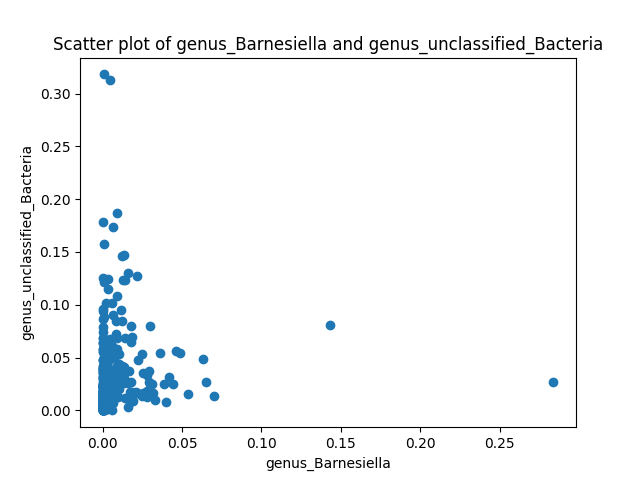 Scatter plot of genus_Barnesiella and genus_unclassified_Bacteria
genus_unclassified_Bacteria
0.30
0.25
0.20
0.15
0.10
0.05
0.00
0.00 0.05 0.10 0.15 0.20 0.25
genus_Barnesiella